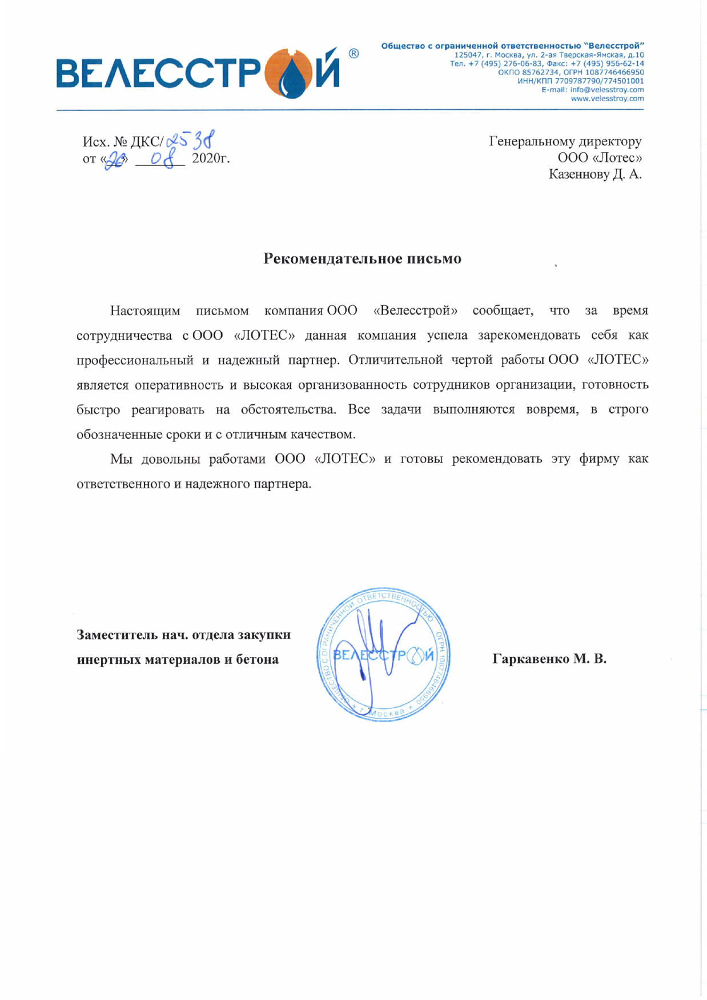 ВЕЛЕССТРОЙ ®
Общество с ограниченной ответственностью "Велесстрой"
125047, г. Москва, ул. 2-ая Тверская-Ямская, д.10
Тел. +7 (495) 276-06-83, Факс: +7 (495) 956-62-14
ОКПО 85762734, ОГРН 1087746466950
ИНН/КПП 7709787790/774501001
E-mail: info@velesstroy.com
www.velesstroy.com
Исх. № ДКС/2538
от « » 08 2020г.
Генеральному директору
ООО «Лотес»
Казеннову Д. А.
Рекомендательное письмо
Настоящим письмом компания ООО «Велесстрой» сообщает, что за время
сотрудничества с ООО «ЛОТЕС» данная компания успела зарекомендовать себя как
профессиональный и надежный партнер. Отличительной чертой работы ООО «ЛОТЕС»
является оперативность и высокая организованность сотрудников организации, готовность
быстро реагировать на обстоятельства. Все задачи выполняются вовремя, в строго
обозначенные сроки и с отличным качеством.
Мы довольны работами ООО «ЛОТЕС» и готовы рекомендовать эту фирму как
ответственного и надежного партнера.
Заместитель нач. отдела закупки
инертных материалов и бетона
ОБЩЕСТВО С ОГРАНИЧЕННОЙ ОТВЕТСТВЕННОСТЬЮ ОГРН 1087746466950
ВЕЛЕССТРОЙ
* г. Москва *
Гаркавенко М. В.